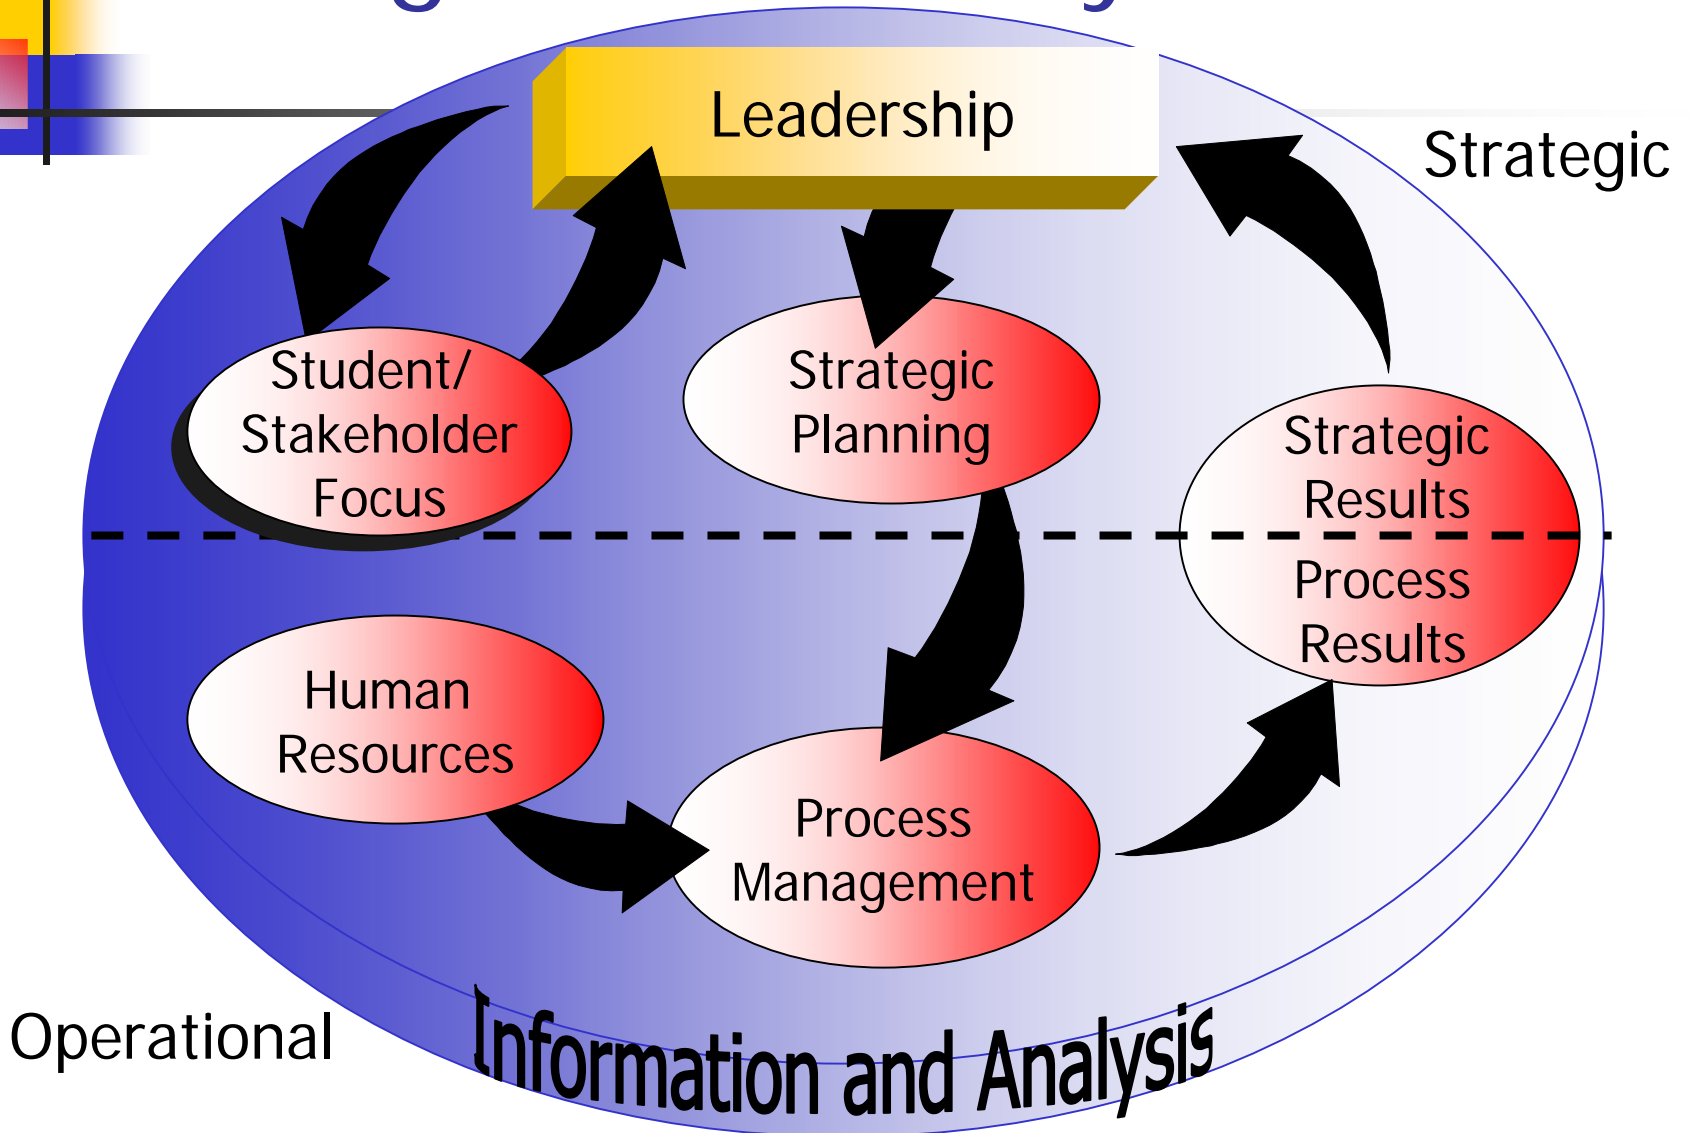 Leadership
Strategic
Student/
Stakeholder
Focus
Strategic
Planning
Strategic
Results
Process
Results
Human
Resources
Process
Management
Operational
Information and Analysis